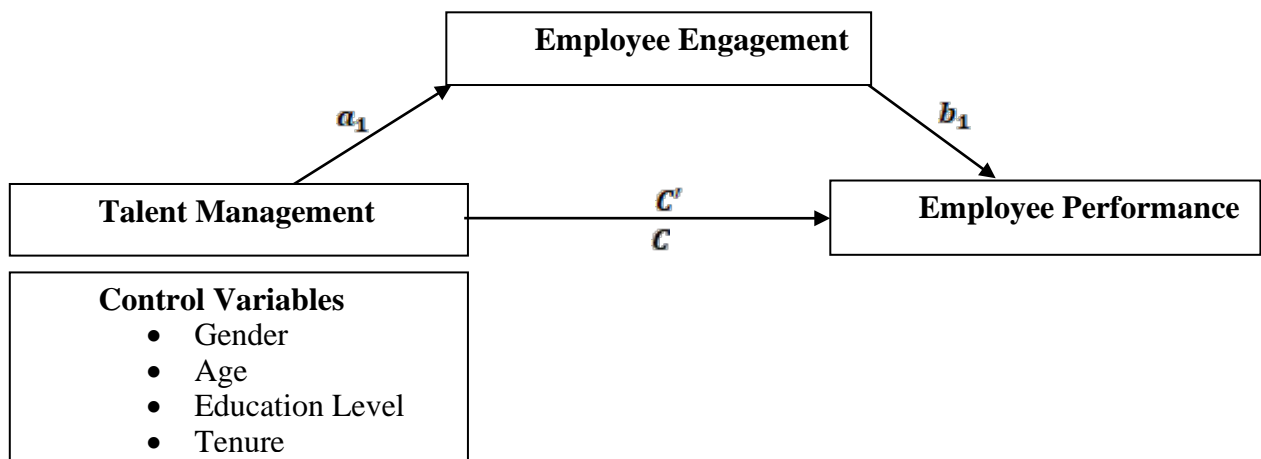 Employee Engagement
a₁
b₁
Talent Management
C'
C
Employee Performance
Control Variables
• Gender
• Age
• Education Level
• Tenure